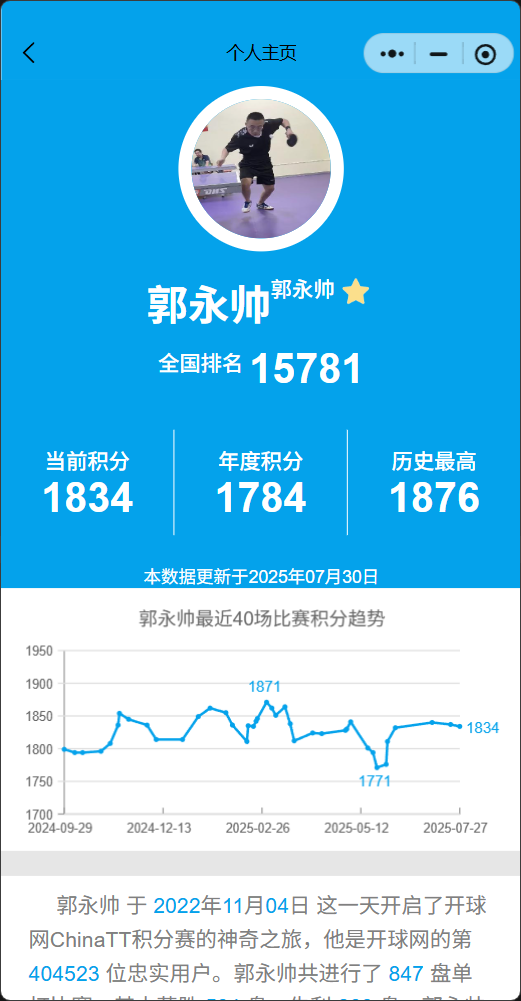 个人主页
郭永帅郭永帅
全国排名 15781
当前积分 年度积分 历史最高
1834 1784 1876
本数据更新于2025年07月30日
郭永帅最近40场比赛积分趋势
1950
1900
1871
1850
1834
1800
1771
1750
1700
2024-09-29 2024-12-13 2025-02-26 2025-05-12 2025-07-27
郭永帅 于 2022年11月04日 这一天开启了开球
网ChinaTT积分赛的神奇之旅，他是开球网的第
404523 位忠实用户。郭永帅共进行了 847 盘单